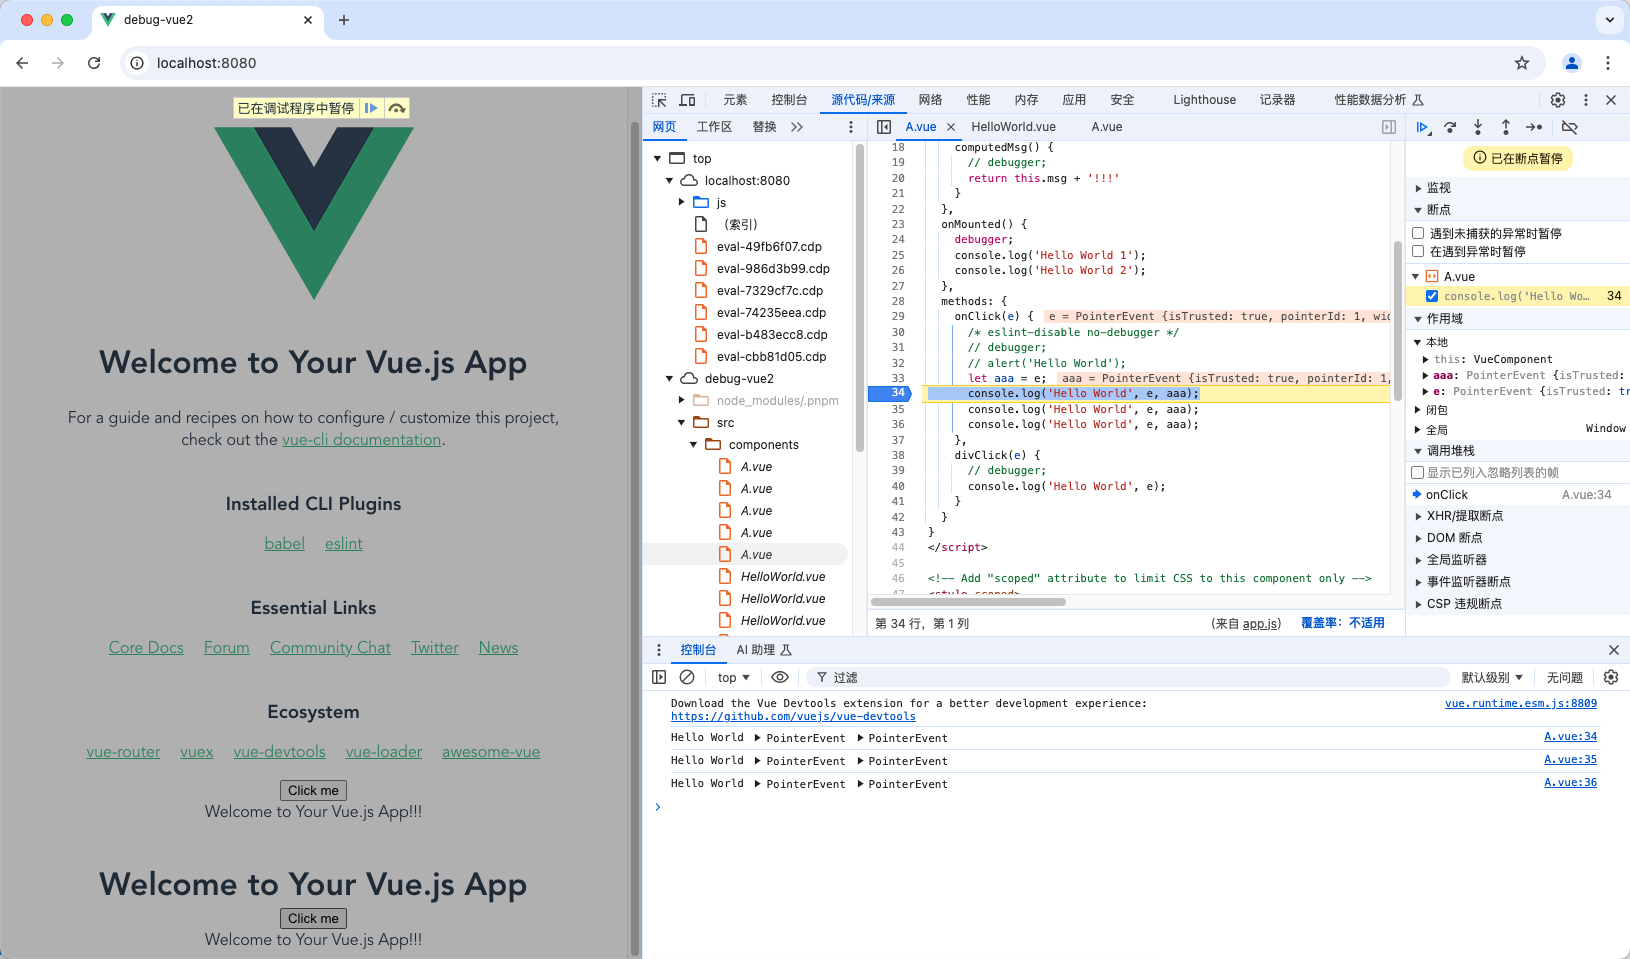 debug-vue2
localhost:8080
已在调试程序中暂停
Welcome to Your Vue.js App
For a guide and recipes on how to configure / customize this project,
check out the vue-cli documentation.
Installed CLI Plugins
babel eslint
Essential Links
Core Docs Forum Community Chat Twitter News
Ecosystem
vue-router vuex vue-devtools vue-loader awesome-vue
Click me
Welcome to Your Vue.js App!!!
Welcome to Your Vue.js App
Click me
Welcome to Your Vue.js App!!!
元素 控制台 源代码/来源 网络 性能 内存 应用 安全 Lighthouse 记录器 性能数据分析
网页 工作区 替换
top
localhost:8080
js
（索引）
eval-49fb6f07.cdp
eval-986d3b99.cdp
eval-7329cf7c.cdp
eval-74235eea.cdp
eval-b483ecc8.cdp
eval-cbb81d05.cdp
debug-vue2
node_modules/.pnpm
src
components
A.vue
A.vue
A.vue
A.vue
A.vue
HelloWorld.vue
HelloWorld.vue
HelloWorld.vue
A.vue HelloWorld.vue A.vue
18 computedMsg() {
19 // debugger;
20 return this.msg + '!!!'
21 }
22 },
23 onMounted() {
24 debugger;
25 console.log('Hello World 1');
26 console.log('Hello World 2');
27 },
28 methods: {
29 onClick(e) { e = PointerEvent {isTrusted: true, pointerId: 1, wid
30 /* eslint-disable no-debugger */
31 // debugger;
32 // alert('Hello World');
33 let aaa = e; aaa = PointerEvent {isTrusted: true, pointerId: 1,
34 console.log('Hello World', e, aaa);
35 console.log('Hello World', e, aaa);
36 console.log('Hello World', e, aaa);
37 },
38 divClick(e) {
39 // debugger;
40 console.log('Hello World', e);
41 }
42 }
43 }
44 </script>
45
46 <!-- Add "scoped" attribute to limit CSS to this component only -->
47 <style scoped>
第 34 行，第 1 列 (来自 app.js) 覆盖率：不适用
已在断点暂停
监视
断点
遇到未捕获的异常时暂停
在遇到异常时暂停
A.vue
console.log('Hello Wo… 34
作用域
本地
this: VueComponent
aaa: PointerEvent {isTrusted:
e: PointerEvent {isTrusted: tr
闭包
全局 Window
调用堆栈
显示已列入忽略列表的帧
onClick A.vue:34
XHR/提取断点
DOM 断点
全局监听器
事件监听器断点
CSP 违规断点
控制台 AI 助理
top 过滤 默认级别 无问题
Download the Vue Devtools extension for a better development experience: vue.runtime.esm.js:8809
https://github.com/vuejs/vue-devtools
Hello World PointerEvent PointerEvent A.vue:34
Hello World PointerEvent PointerEvent A.vue:35
Hello World PointerEvent PointerEvent A.vue:36